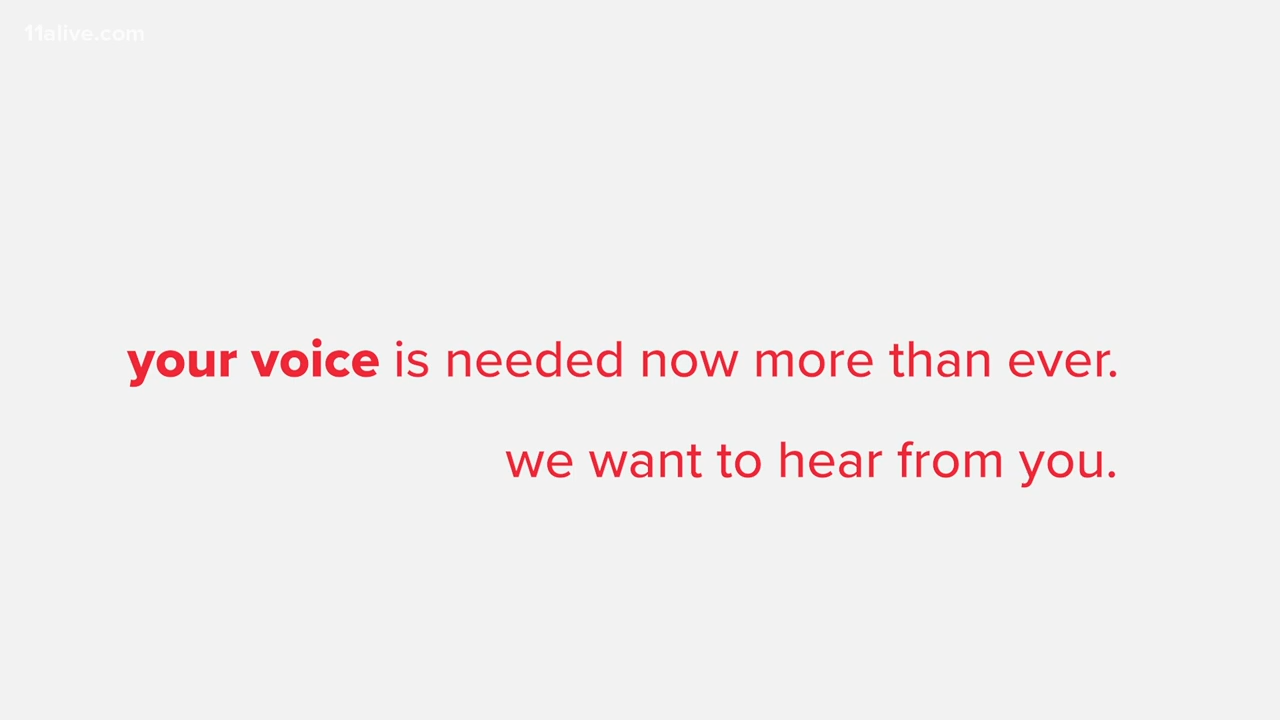 11alive.com
your voice is needed now more than ever.
we want to hear from you.